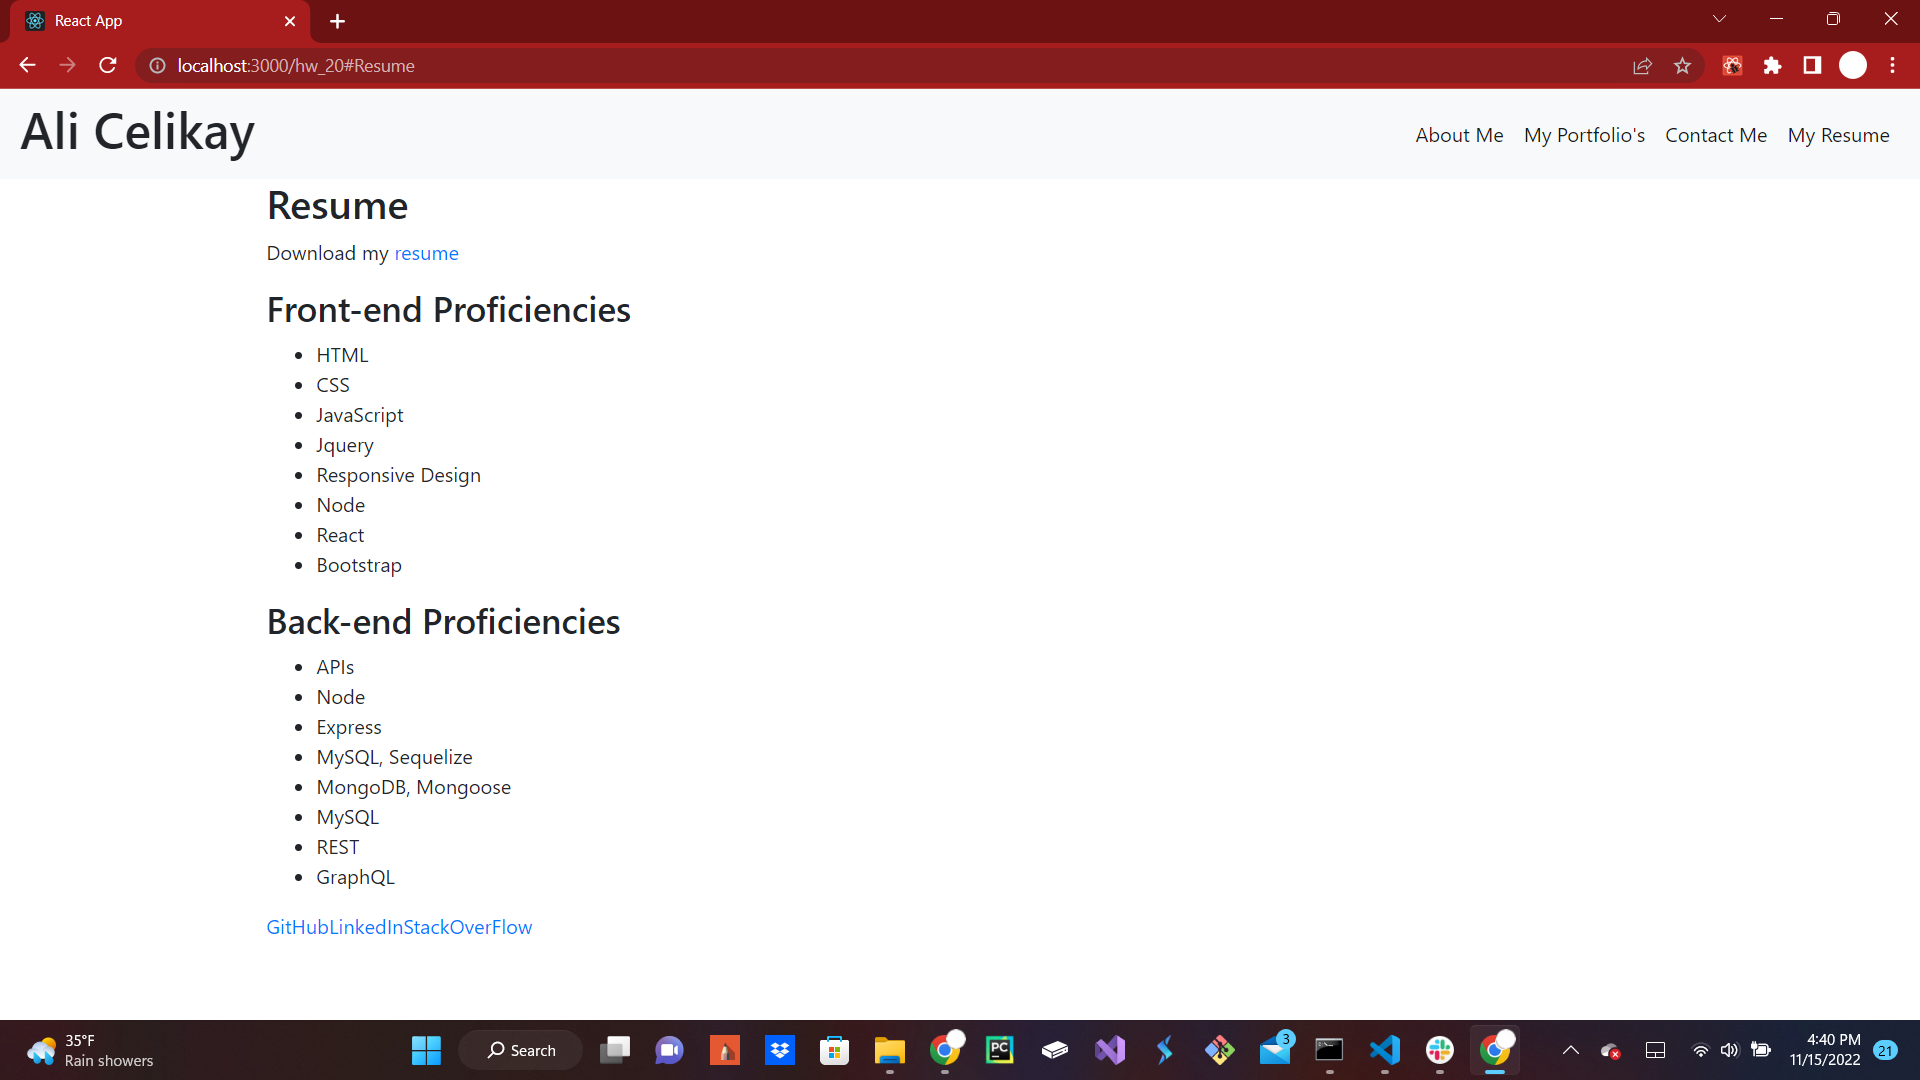 React App
localhost:3000/hw_20#Resume
Ali Celikay
About Me My Portfolio's Contact Me My Resume
Resume
Download my resume
Front-end Proficiencies
HTML
CSS
JavaScript
Jquery
Responsive Design
Node
React
Bootstrap
Back-end Proficiencies
APIs
Node
Express
MySQL, Sequelize
MongoDB, Mongoose
MySQL
REST
GraphQL
GitHubLinkedInStackOverFlow
35°F
Rain showers
Search
PC
3
4:40 PM
11/15/2022
21